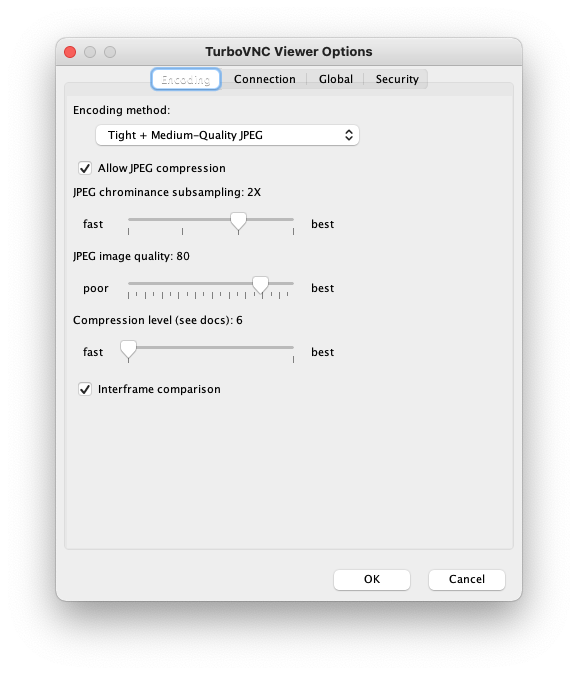 TurboVNC Viewer Options
Encoding Connection Global Security
Encoding method:
Tight + Medium-Quality JPEG
Allow JPEG compression
JPEG chrominance subsampling: 2X
fast best
JPEG image quality: 80
poor best
Compression level (see docs): 6
fast best
Interframe comparison
OK Cancel